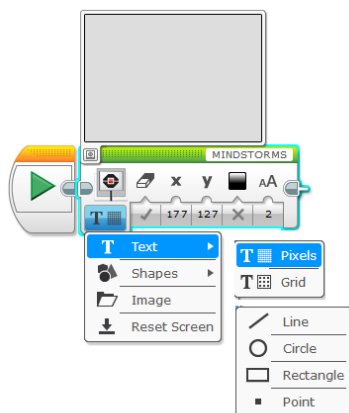 MINDSTORMS
x y AA
T 177 127 2
T Text
Shapes
Image
Reset Screen
T Pixels
T Grid
Line
Circle
Rectangle
Point